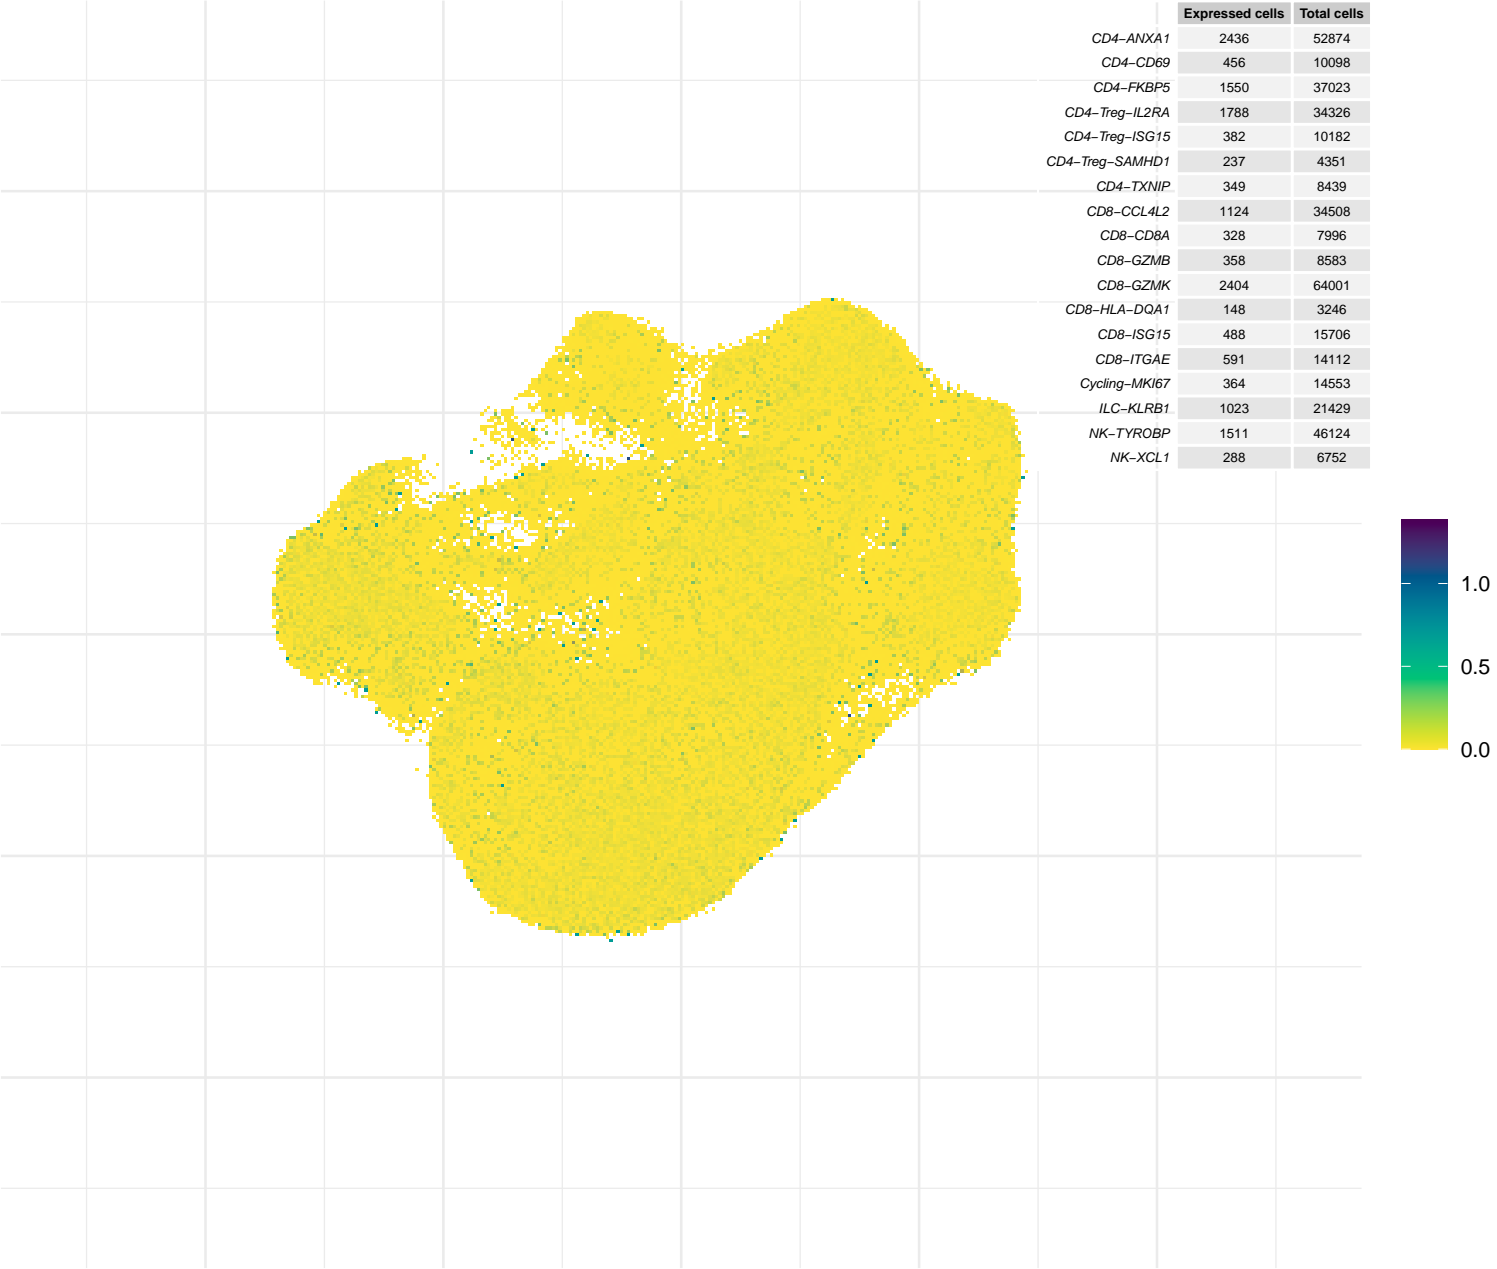 Expressed cells Total cells
CD4−ANXA1 2436 52874
CD4−CD69 456 10098
CD4−FKBP5 1550 37023
CD4−Treg−IL2RA 1788 34326
CD4−Treg−ISG15 382 10182
CD4−Treg−SAMHD1 237 4351
CD4−TXNIP 349 8439
CD8−CCL4L2 1124 34508
CD8−CD8A 328 7996
CD8−GZMB 358 8583
CD8−GZMK 2404 64001
CD8−HLA−DQA1 148 3246
CD8−ISG15 488 15706
CD8−ITGAE 591 14112
Cycling−MKI67 364 14553
ILC−KLRB1 1023 21429
NK−TYROBP 1511 46124
NK−XCL1 288 6752
1.0
0.5
0.0